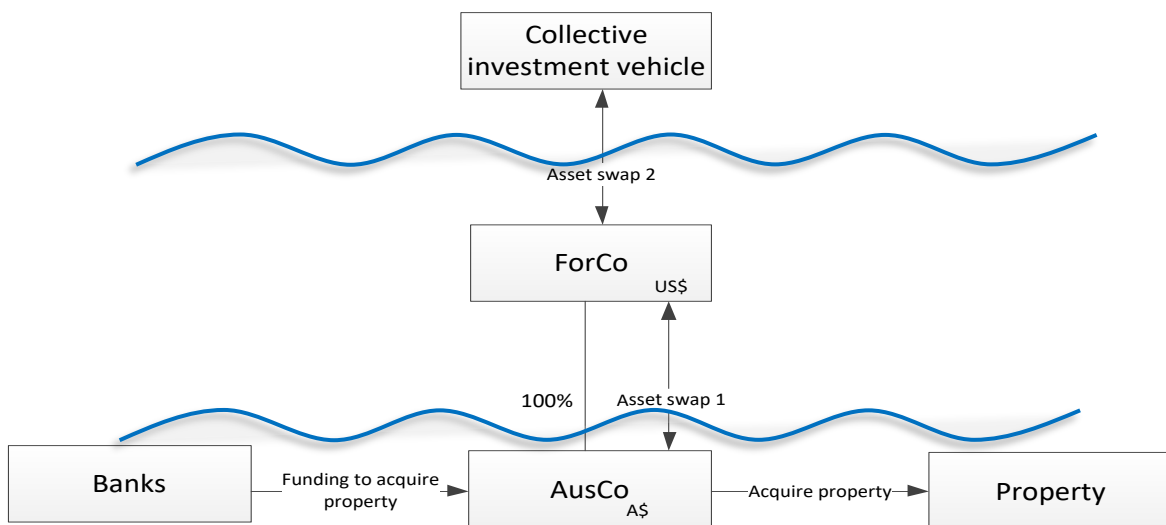 Collective
investment vehicle
Asset swap 2
ForCo
US$
100%
Asset swap 1
Banks
Funding to acquire
property
AusCo
A$
Acquire property
Property